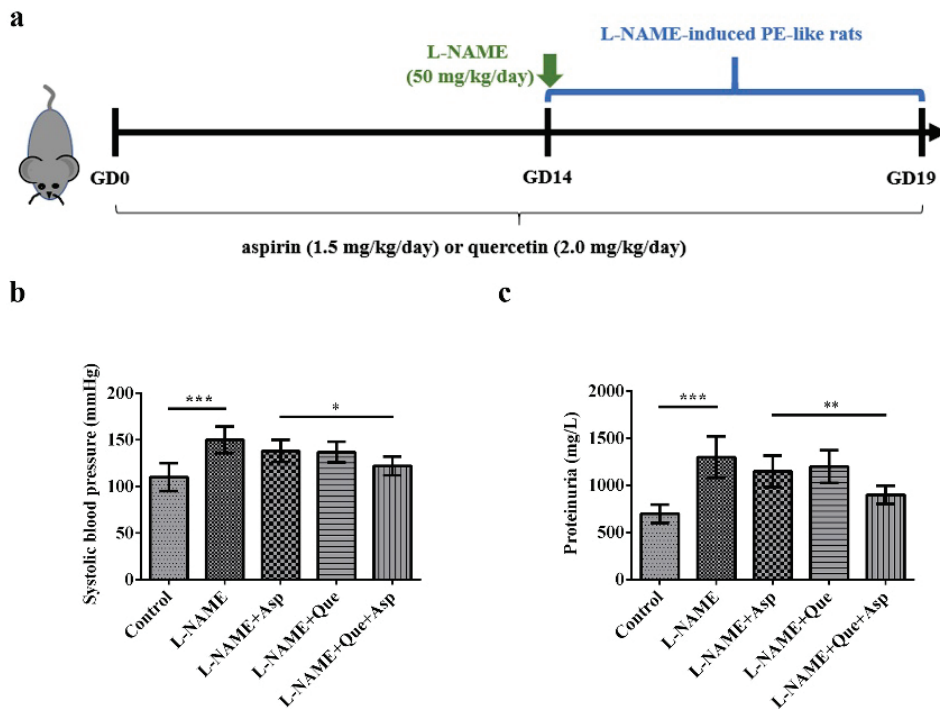 a
L-NAME-induced PE-like rats
L-NAME
(50 mg/kg/day)
GD0
GD14
GD19
aspirin (1.5 mg/kg/day) or quercetin (2.0 mg/kg/day)
b
Systolic blood pressure (mmHg)
200
150
100
50
0
***
*
Control
L-NAME
L-NAME+Asp
L-NAME+Que
L-NAME+Que+Asp
c
Proteinuria (mg/L)
2000
1500
1000
500
0
***
**
Control
L-NAME
L-NAME+Asp
L-NAME+Que
L-NAME+Que+Asp